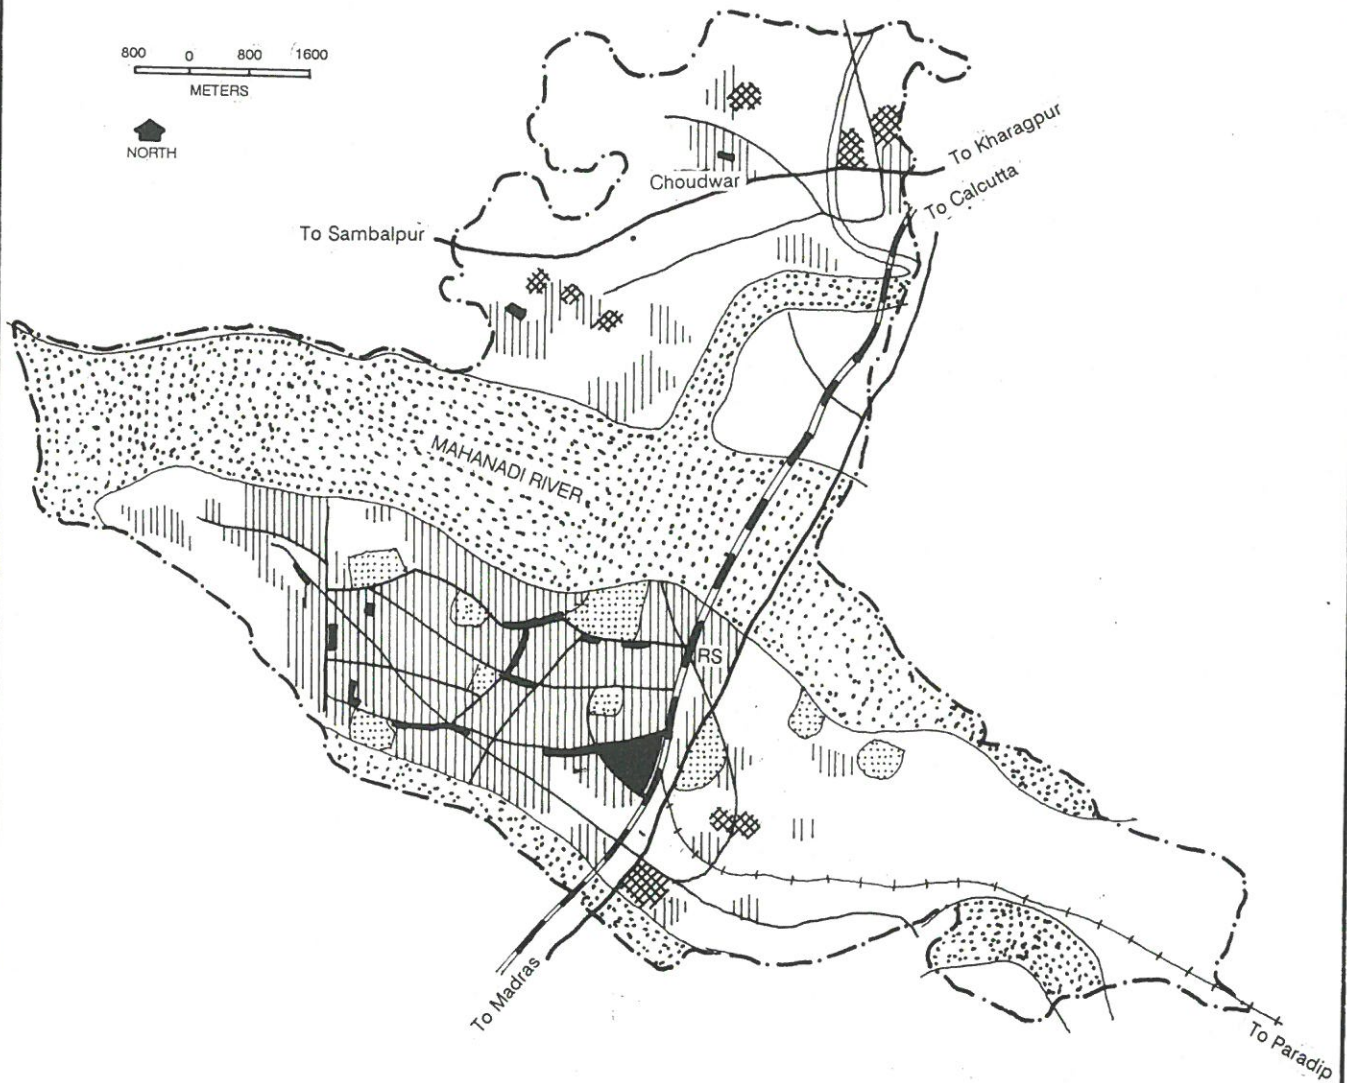 800 0 800 1600
METERS
NORTH
To Kharagpur
Choudwar
To Calcutta
To Sambalpur
MAHANADI RIVER
RS
To Madras
To Paradip